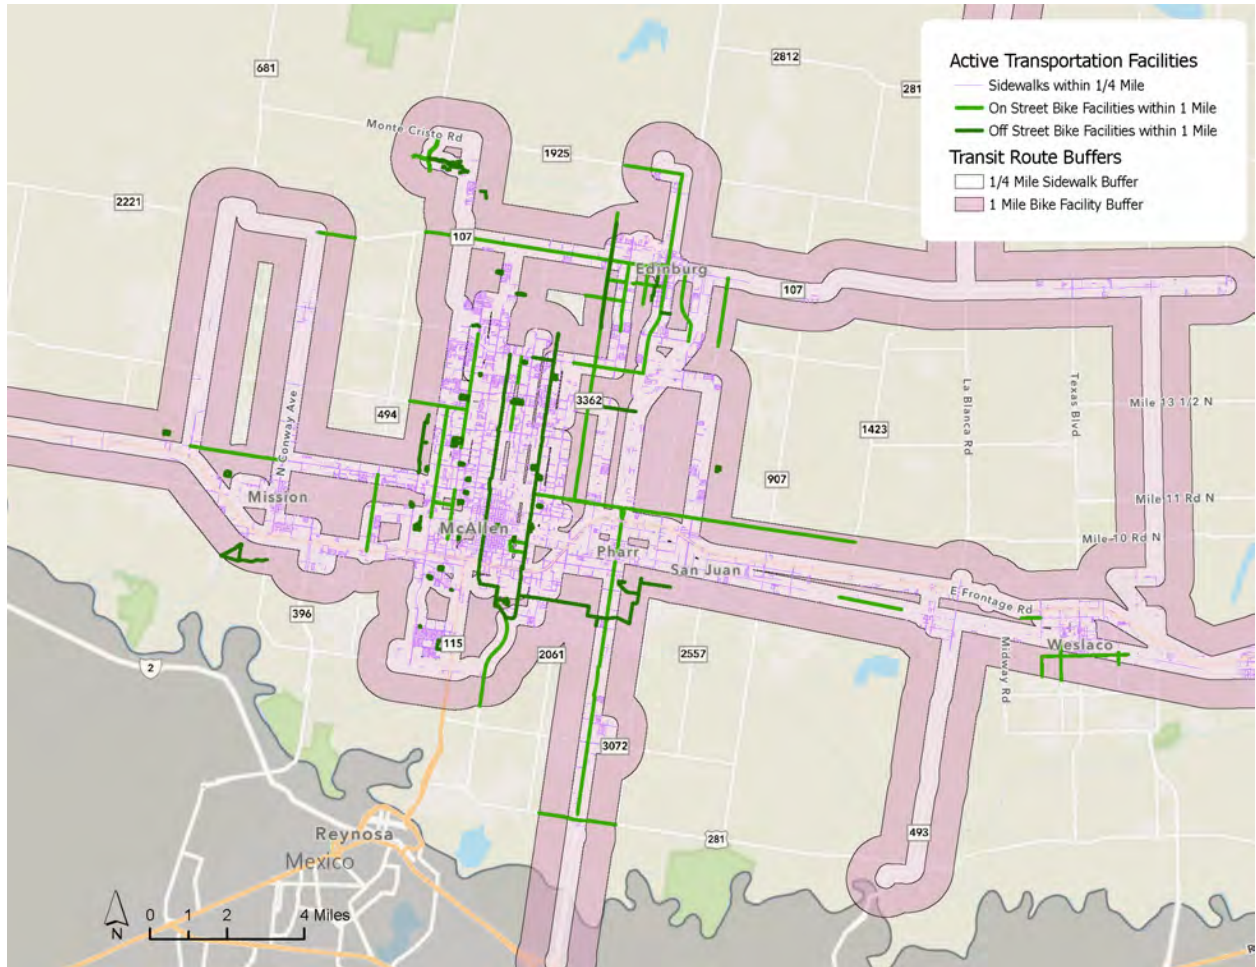 Active Transportation Facilities
Sidewalks within 1/4 Mile
On Street Bike Facilities within 1 Mile
Off Street Bike Facilities within 1 Mile
Transit Route Buffers
1/4 Mile Sidewalk Buffer
1 Mile Bike Facility Buffer
2812
281
681
Monte Cristo Rd
1925
2221
107
Edinburg
107
N Conway Ave
494
3362
La Blanca Rd
Texas Blvd
Mile 13 1/2 N
1423
907
Mission
Mile 11 Rd N
McAllen
Mile 10 Rd N
Pharr
San Juan
E Frontage Rd
396
115
2061
2557
Midway Rd
Weslaco
2
3072
Reynosa
Mexico
281
493
N
0 1 2 4 Miles